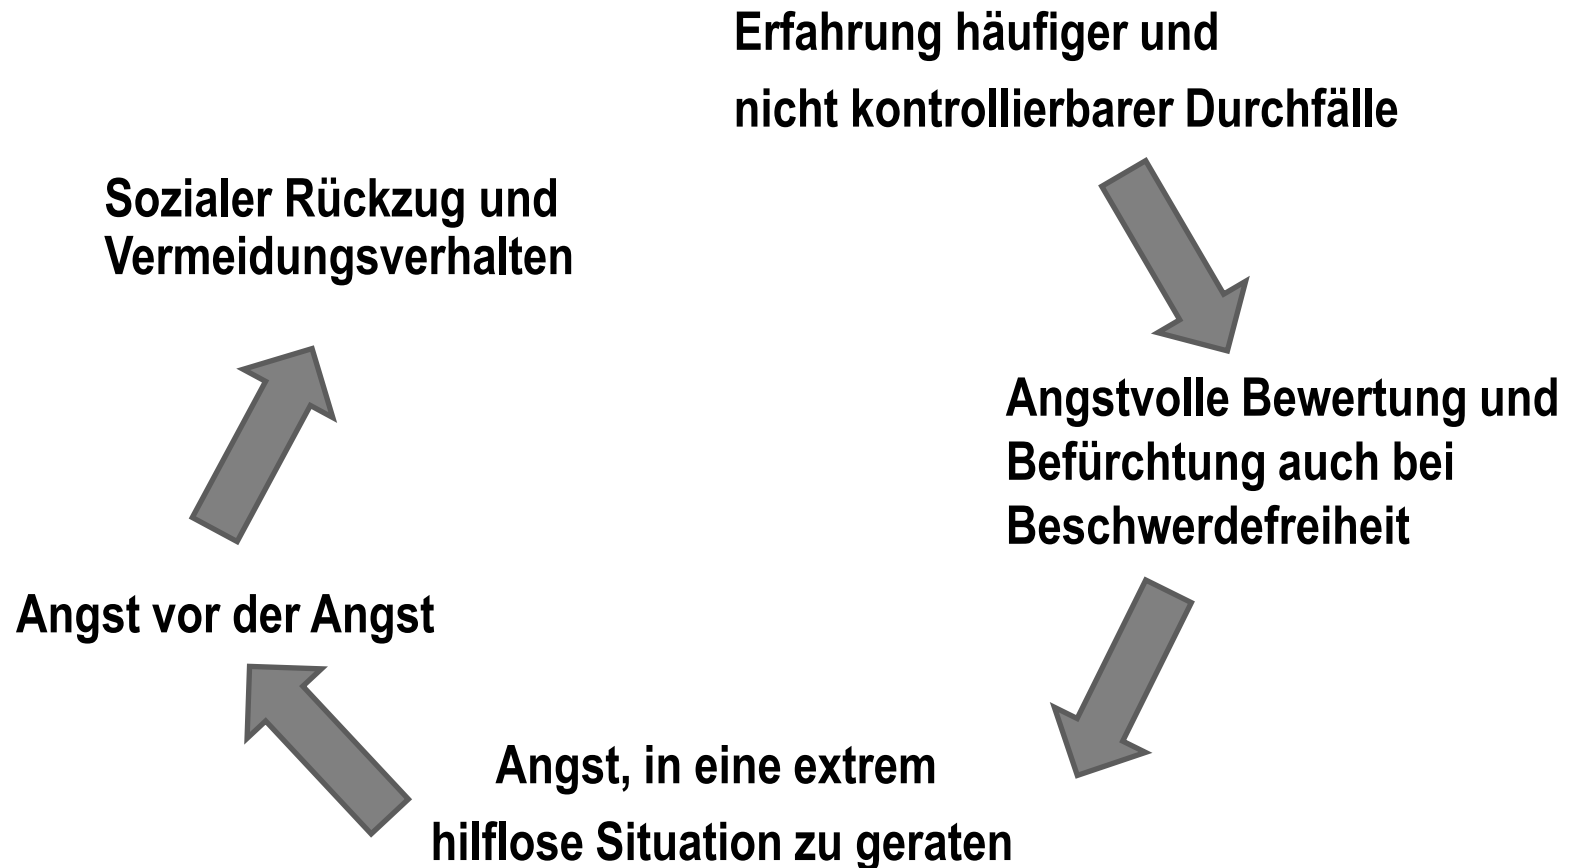 Erfahrung häufiger und
nicht kontrollierbarer Durchfälle
Angstvolle Bewertung und
Befürchtung auch bei
Beschwerdefreiheit
Angst, in eine extrem
hilflose Situation zu geraten
Angst vor der Angst
Sozialer Rückzug und
Vermeidungsverhalten